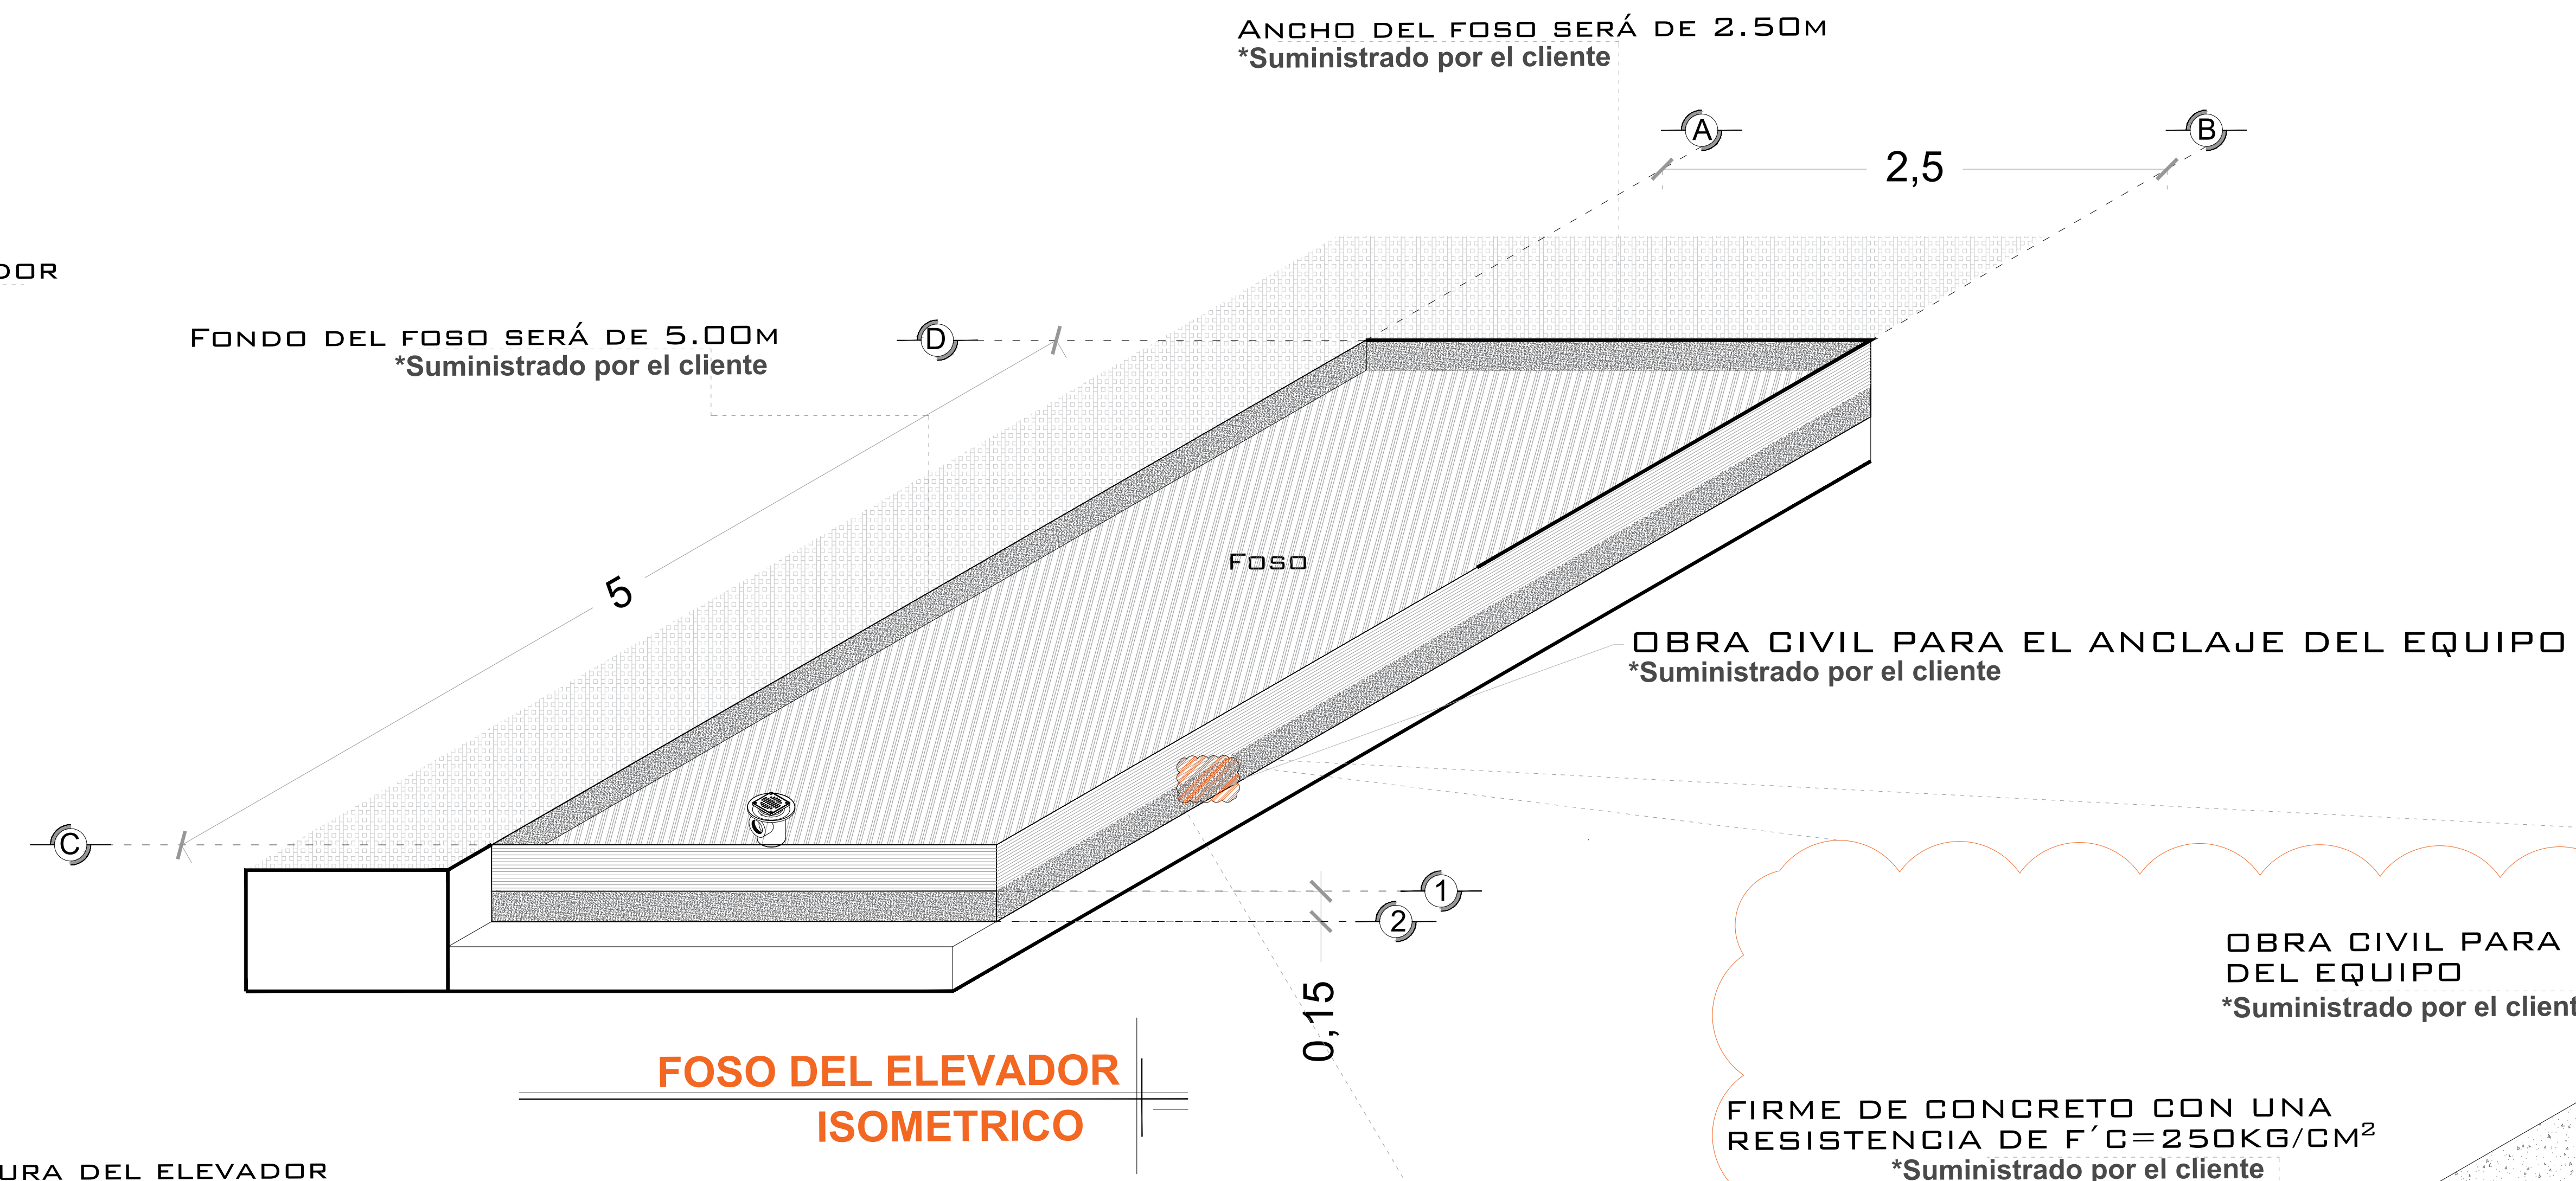 ANCHO DEL FOSO SERÁ DE 2.50M
*Suministrado por el cliente
A
B
2,5
DOR
FONDO DEL FOSO SERÁ DE 5.00M
*Suministrado por el cliente
D
5
FOSO
OBRA CIVIL PARA EL ANCLAJE DEL EQUIPO
*Suministrado por el cliente
C
1
2
0,15
OBRA CIVIL PARA
DEL EQUIPO
*Suministrado por el client
FOSO DEL ELEVADOR
ISOMETRICO
FIRME DE CONCRETO CON UNA
RESISTENCIA DE F´C=250KG/CM²
*Suministrado por el cliente
URA DEL ELEVADOR